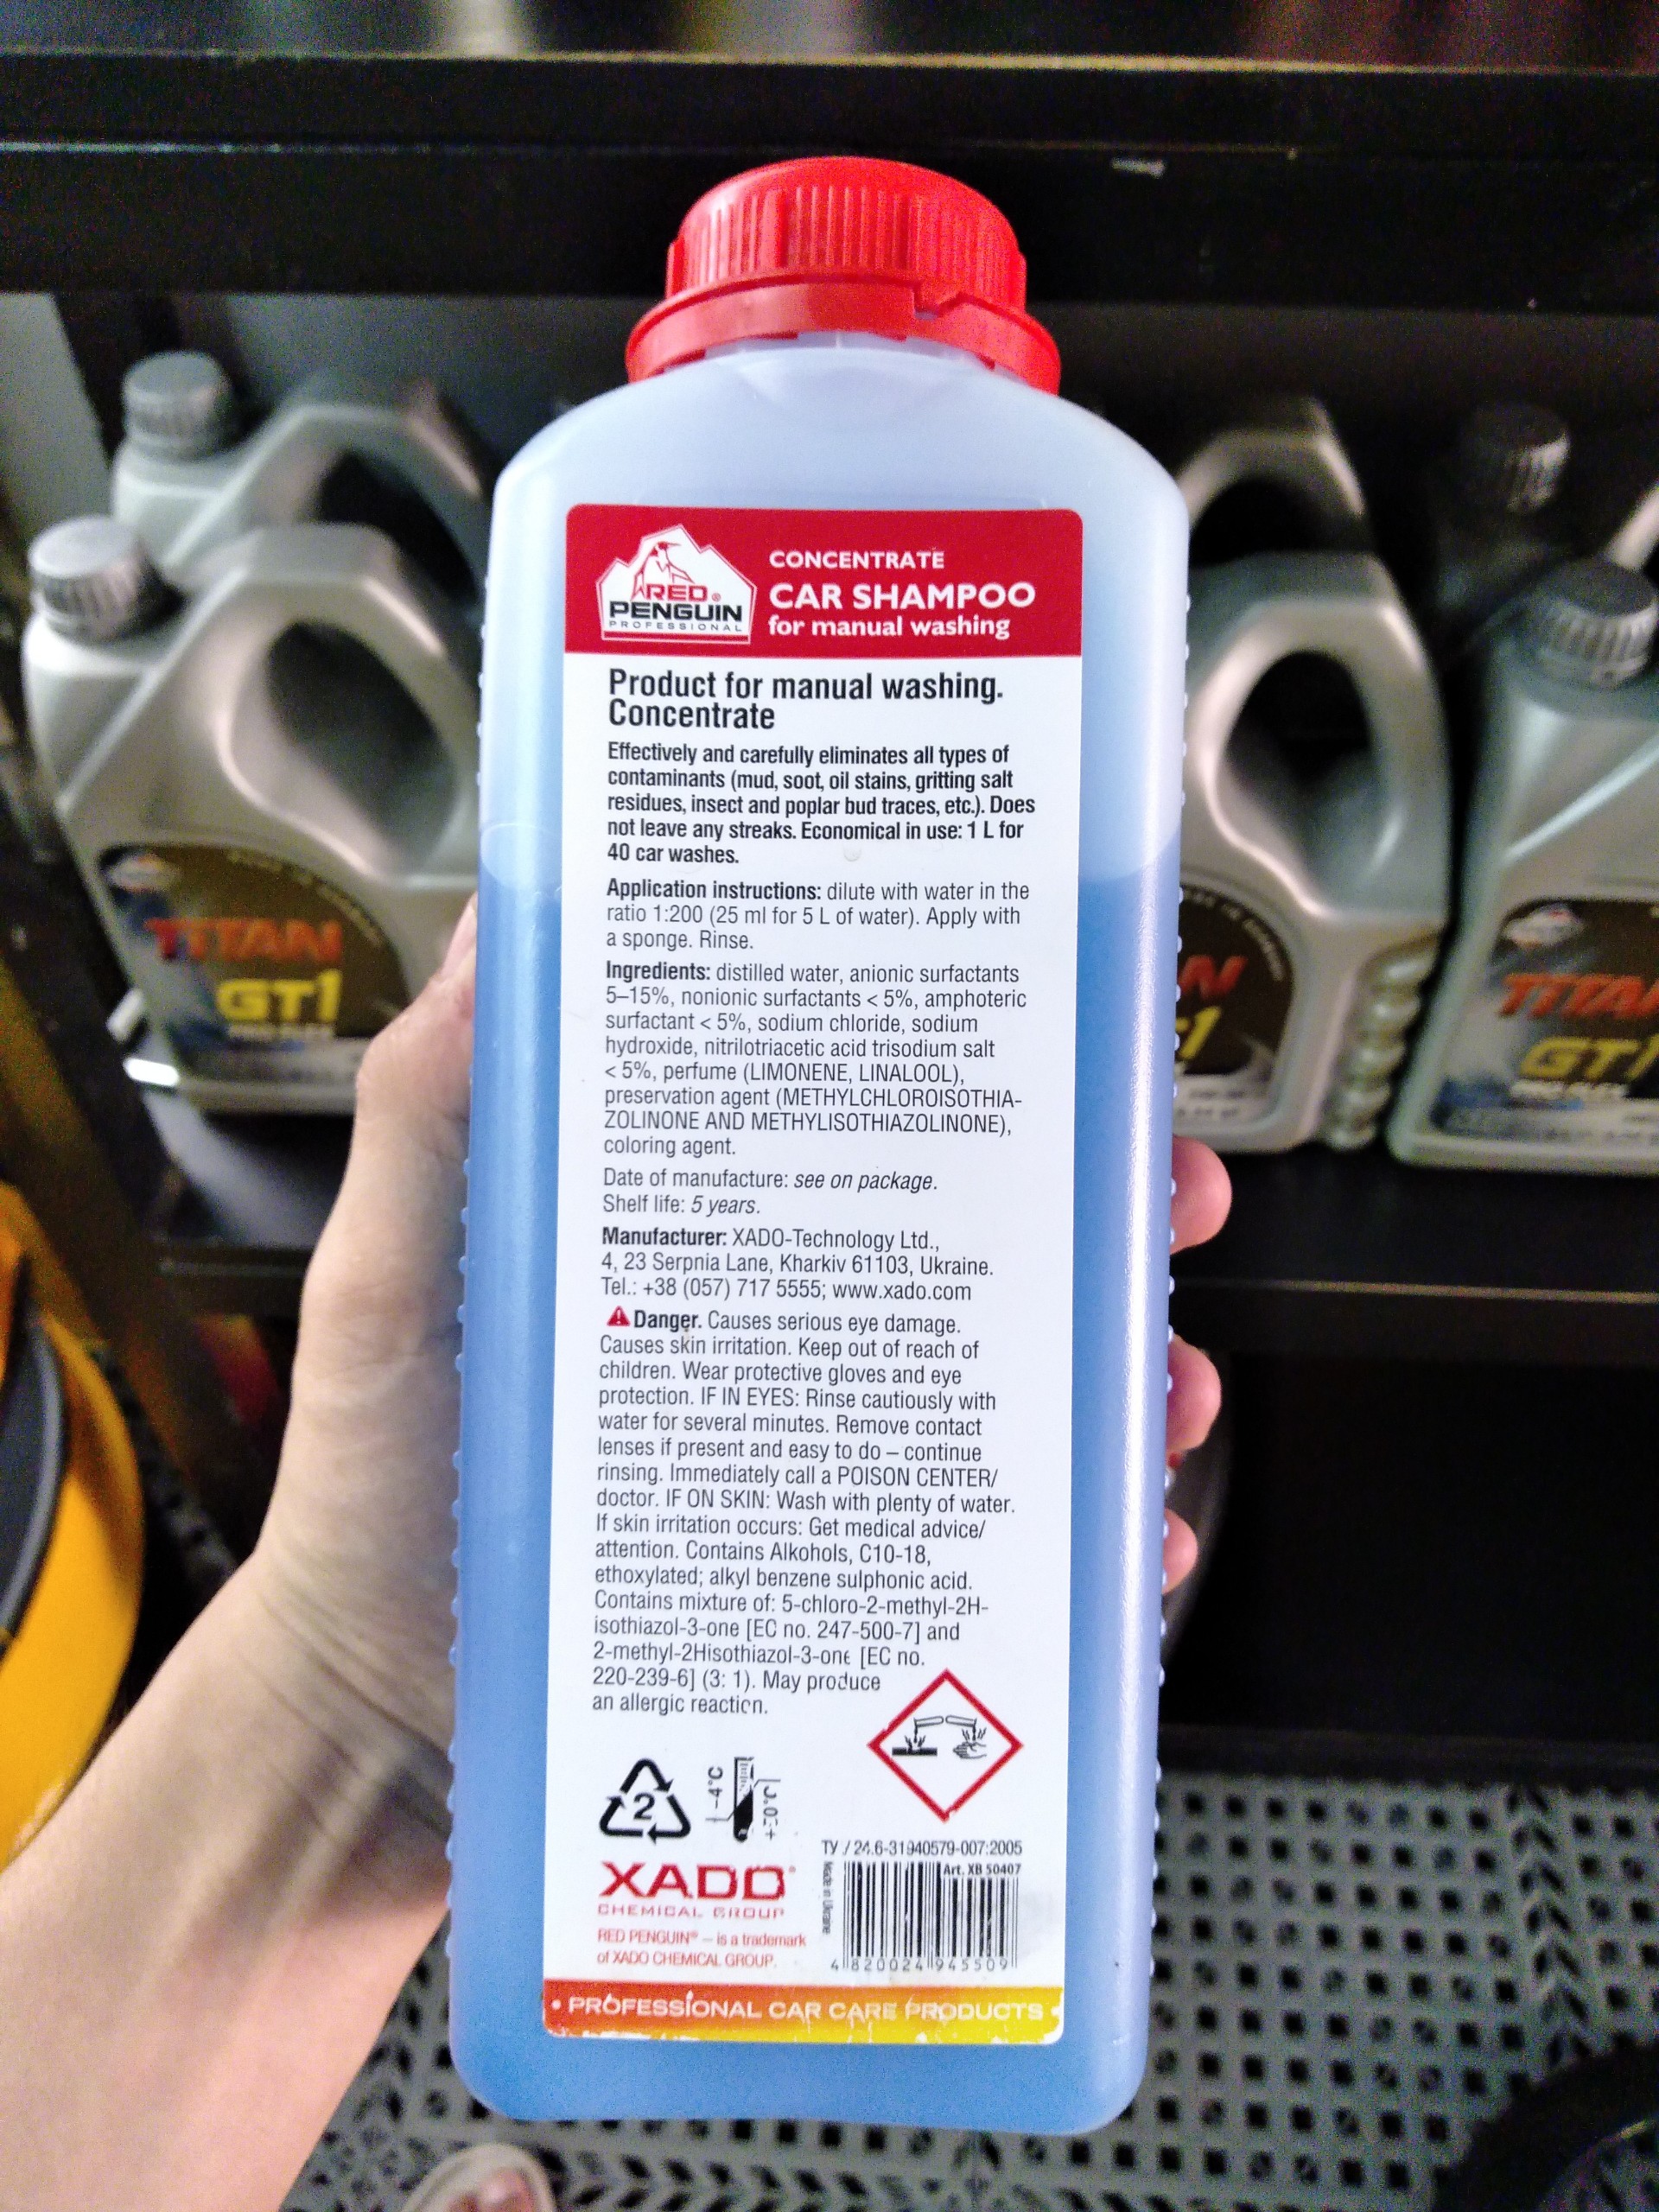 CONCENTRATE
CAR SHAMPOO
for manual washing
RED®
PENGUIN
PROFESSIONAL
Product for manual washing.
Concentrate
Effectively and carefully eliminates all types of
contaminants (mud, soot, oil stains, gritting salt
residues, insect and poplar bud traces, etc.). Does
not leave any streaks. Economical in use: 1 L for
40 car washes.
Application instructions: dilute with water in the
ratio 1:200 (25 ml for 5 L of water). Apply with
a sponge. Rinse.
Ingredients: distilled water, anionic surfactants
5–15%, nonionic surfactants < 5%, amphoteric
surfactant < 5%, sodium chloride, sodium
hydroxide, nitrilotriacetic acid trisodium salt
< 5%, perfume (LIMONENE, LINALOOL),
preservation agent (METHYLCHLOROISOTHIA-
ZOLINONE AND METHYLISOTHIAZOLINONE),
coloring agent.
Date of manufacture: see on package.
Shelf life: 5 years.
Manufacturer: XADO-Technology Ltd.,
4, 23 Serpnia Lane, Kharkiv 61103, Ukraine.
Tel.: +38 (057) 717 5555; www.xado.com
Danger. Causes serious eye damage.
Causes skin irritation. Keep out of reach of
children. Wear protective gloves and eye
protection. IF IN EYES: Rinse cautiously with
water for several minutes. Remove contact
lenses if present and easy to do – continue
rinsing. Immediately call a POISON CENTER/
doctor. IF ON SKIN: Wash with plenty of water.
If skin irritation occurs: Get medical advice/
attention. Contains Alkohols, C10-18,
ethoxylated; alkyl benzene sulphonic acid.
Contains mixture of: 5-chloro-2-methyl-2H-
isothiazol-3-one [EC no. 247-500-7] and
2-methyl-2Hisothiazol-3-one [EC no.
220-239-6] (3: 1). May produce
an allergic reaction.
2
-4°C
ТУ / 24.6-31940579-007:2005
Art. XB 50407
Made in Ukraine
4 820024 945509
XADO®
CHEMICAL GROUP
RED PENGUIN® – is a trademark
of XADO CHEMICAL GROUP.
• PROFESSIONAL CAR CARE PRODUCTS •
TITAN
GT1
TITAN
GT1